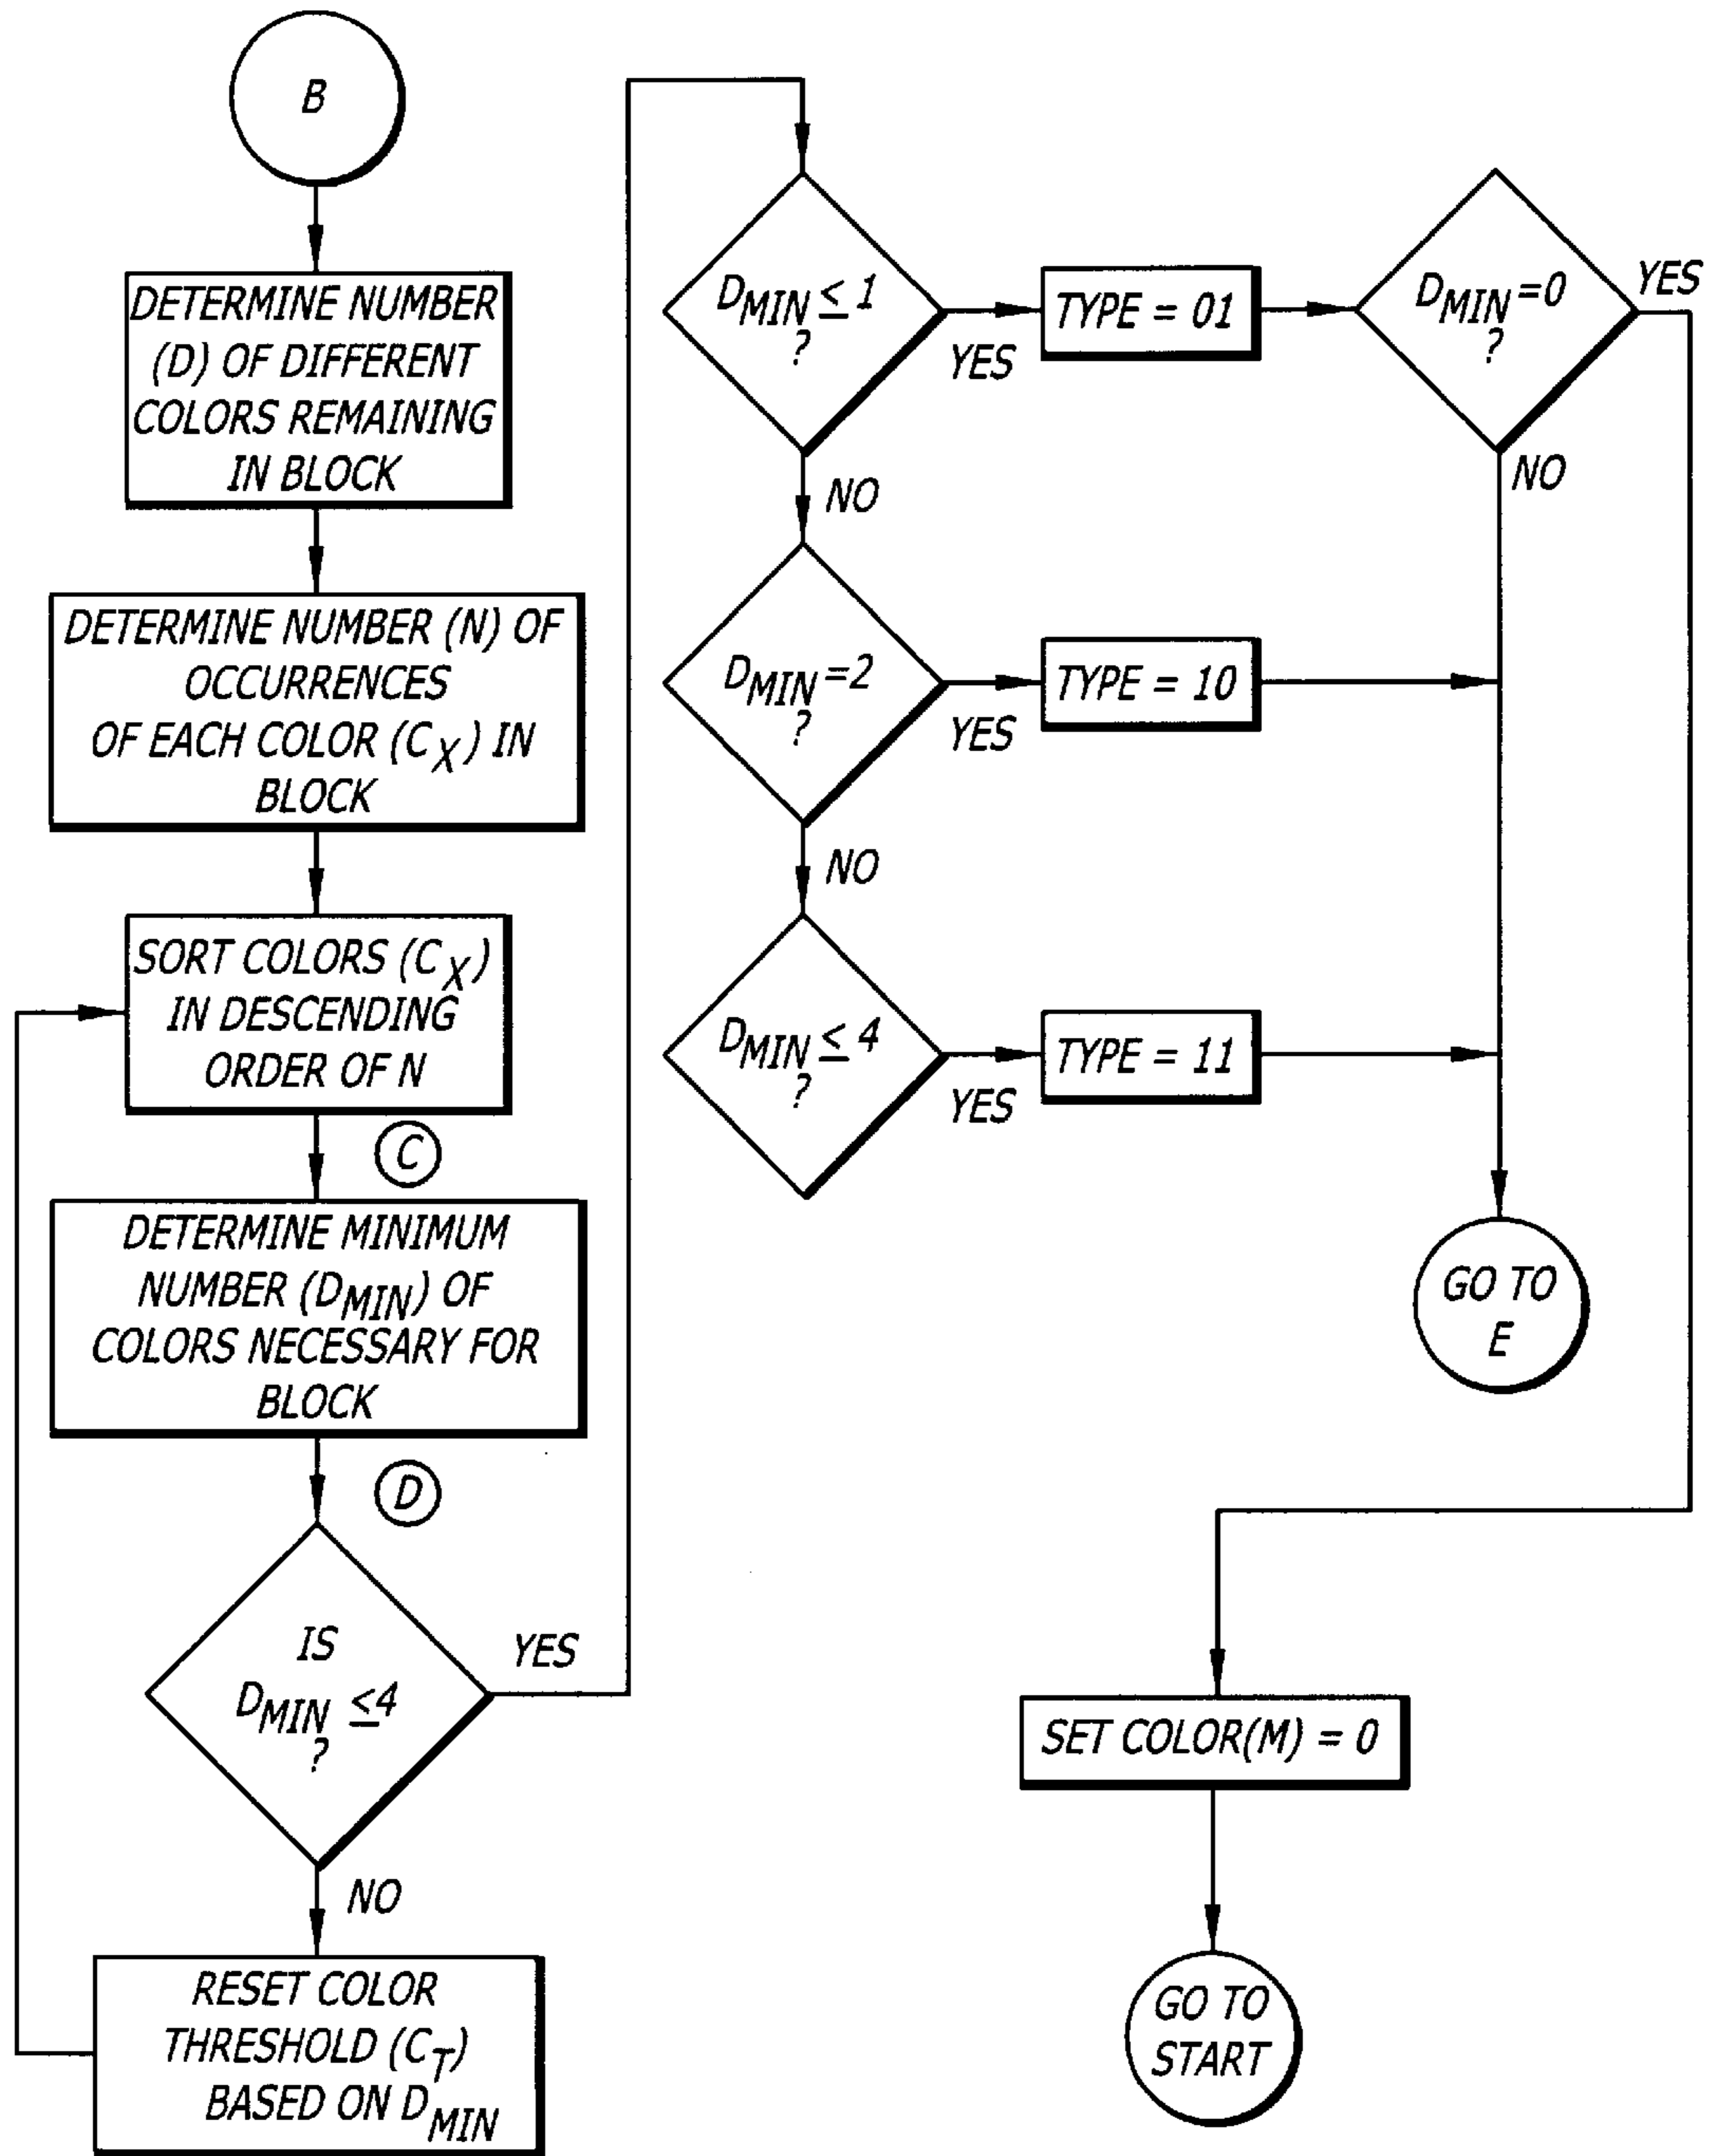 B
DETERMINE NUMBER
(D) OF DIFFERENT
COLORS REMAINING
IN BLOCK
DETERMINE NUMBER (N) OF
OCCURRENCES
OF EACH COLOR (CX) IN
BLOCK
SORT COLORS (CX)
IN DESCENDING
ORDER OF N
C
DETERMINE MINIMUM
NUMBER (DMIN) OF
COLORS NECESSARY FOR
BLOCK
D
IS
DMIN ≤4
?
YES
NO
RESET COLOR
THRESHOLD (CT)
BASED ON DMIN
DMIN ≤ 1
?
YES
NO
TYPE = 01
DMIN =0
?
YES
NO
DMIN =2
?
YES
NO
TYPE = 10
DMIN ≤ 4
?
YES
TYPE = 11
GO TO
E
SET COLOR(M) = 0
GO TO
START